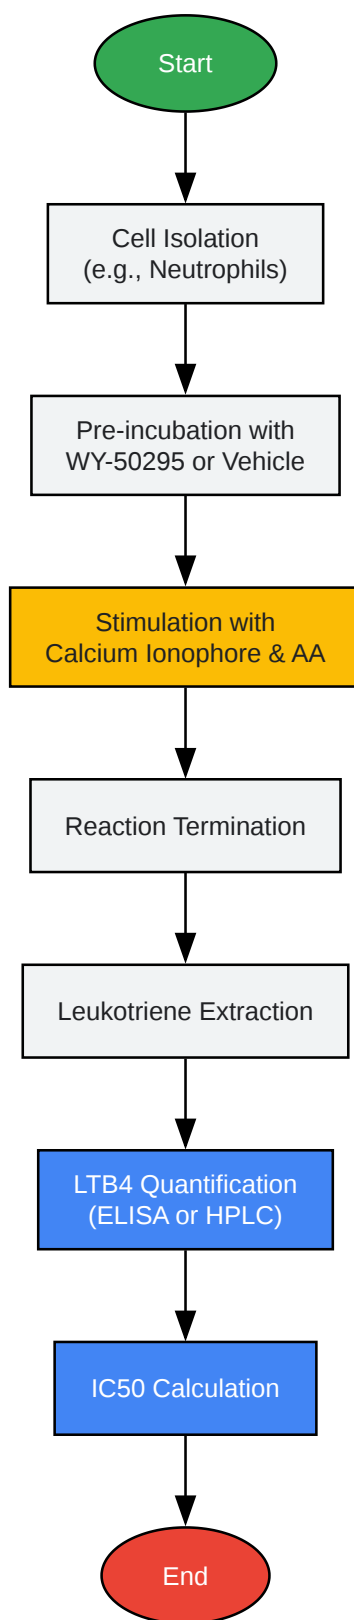 Start
Cell Isolation
(e.g., Neutrophils)
Pre-incubation with
WY-50295 or Vehicle
Stimulation with
Calcium Ionophore & AA
Reaction Termination
Leukotriene Extraction
LTB4 Quantification
(ELISA or HPLC)
IC50 Calculation
End